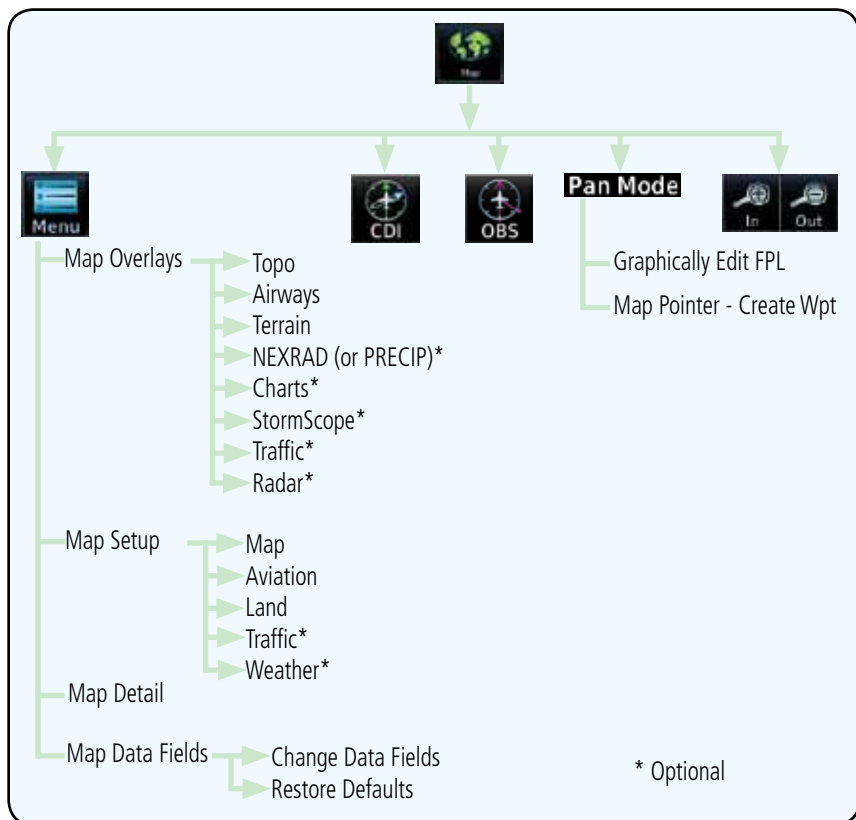 Map
Menu
CDI
OBS
Pan Mode
In
Out
Map Overlays
Topo
Airways
Terrain
NEXRAD (or PRECIP)*
Charts*
StormScope*
Traffic*
Radar*
Graphically Edit FPL
Map Pointer - Create Wpt
Map Setup
Map
Aviation
Land
Traffic*
Weather*
Map Detail
Map Data Fields
Change Data Fields
Restore Defaults
* Optional